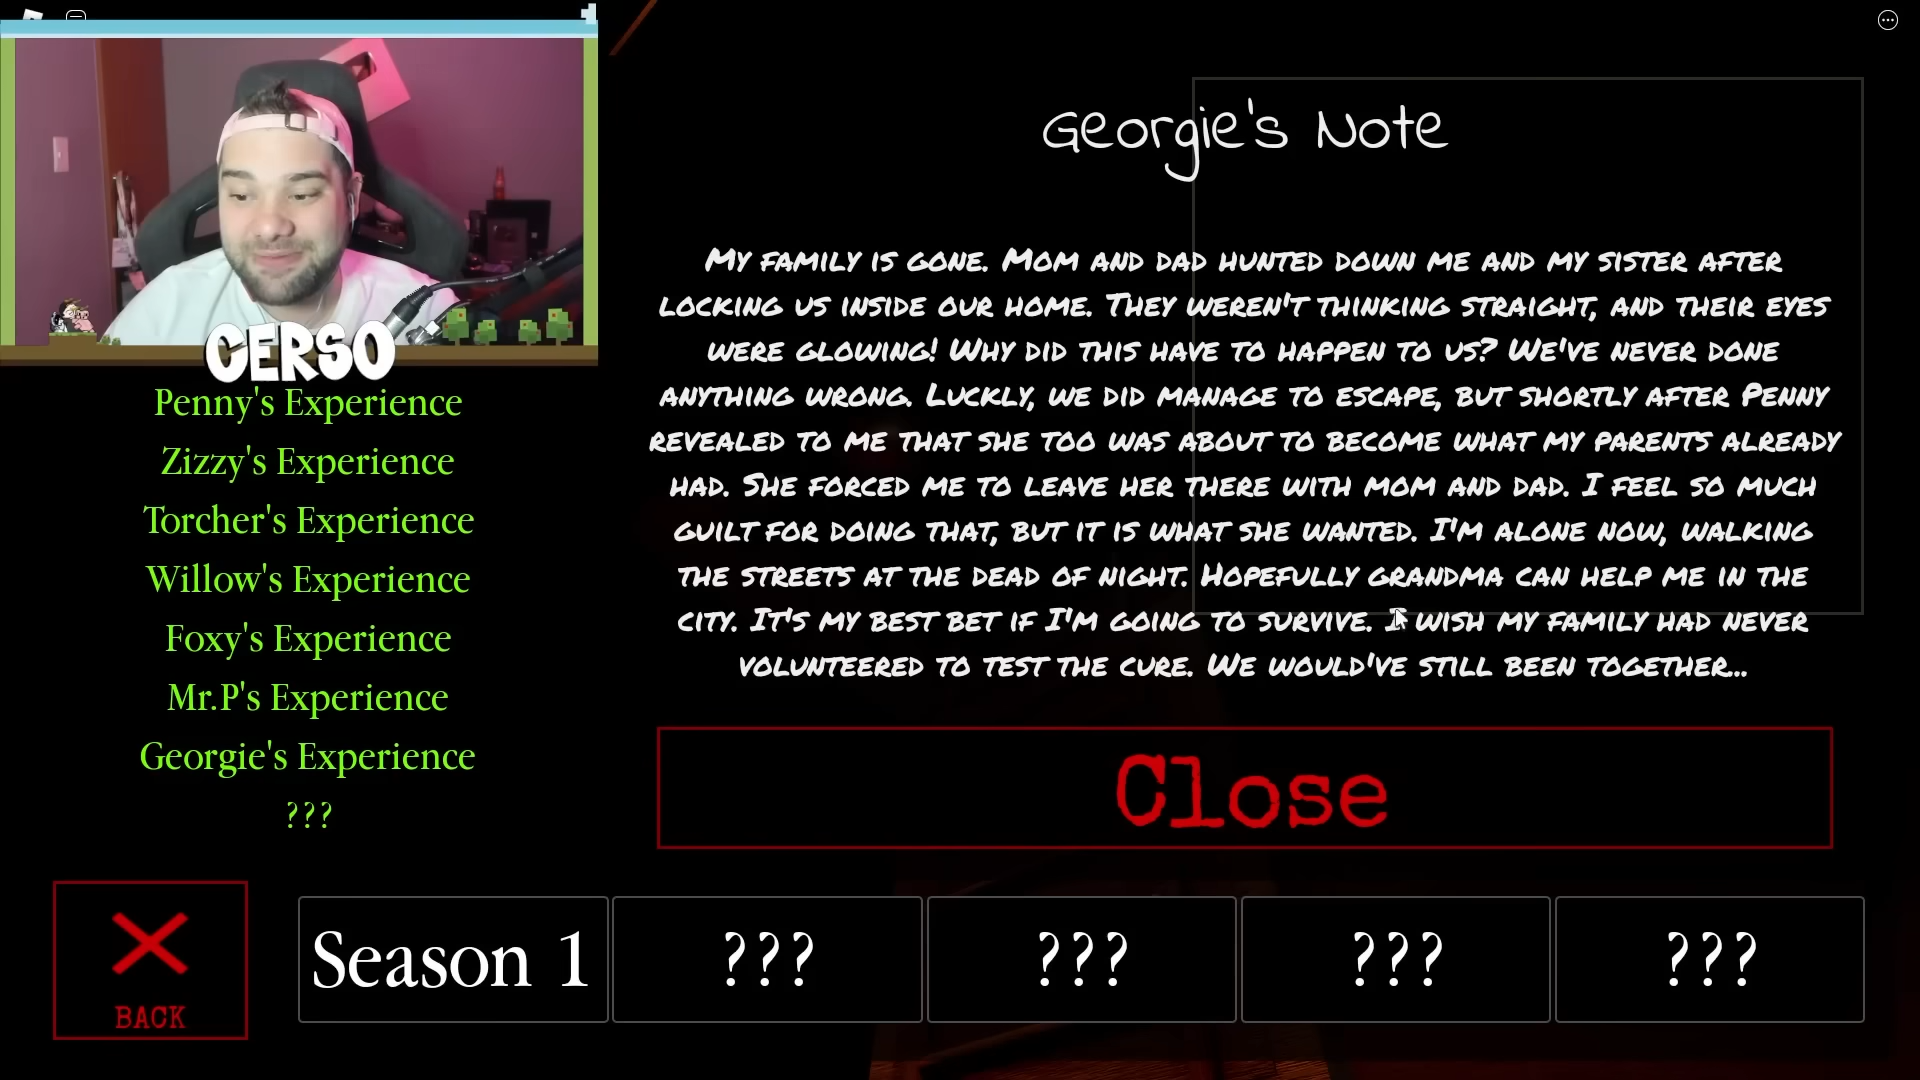 CERSO
Penny's Experience
Zizzy's Experience
Torcher's Experience
Willow's Experience
Foxy's Experience
Mr.P's Experience
Georgie's Experience
???
Georgie's Note
My family is gone. Mom and dad hunted down me and my sister after
locking us inside our home. They weren't thinking straight, and their eyes
were glowing! Why did this have to happen to us? We've never done
anything wrong. Luckly, we did manage to escape, but shortly after Penny
revealed to me that she too was about to become what my parents already
had. She forced me to leave her there with mom and dad. I feel so much
guilt for doing that, but it is what she wanted. I'm alone now, walking
the streets at the dead of night. Hopefully grandma can help me in the
city. It's my best bet if I'm going to survive. I wish my family had never
volunteered to test the cure. We would've still been together...
Close
BACK
Season 1
???
???
???
???